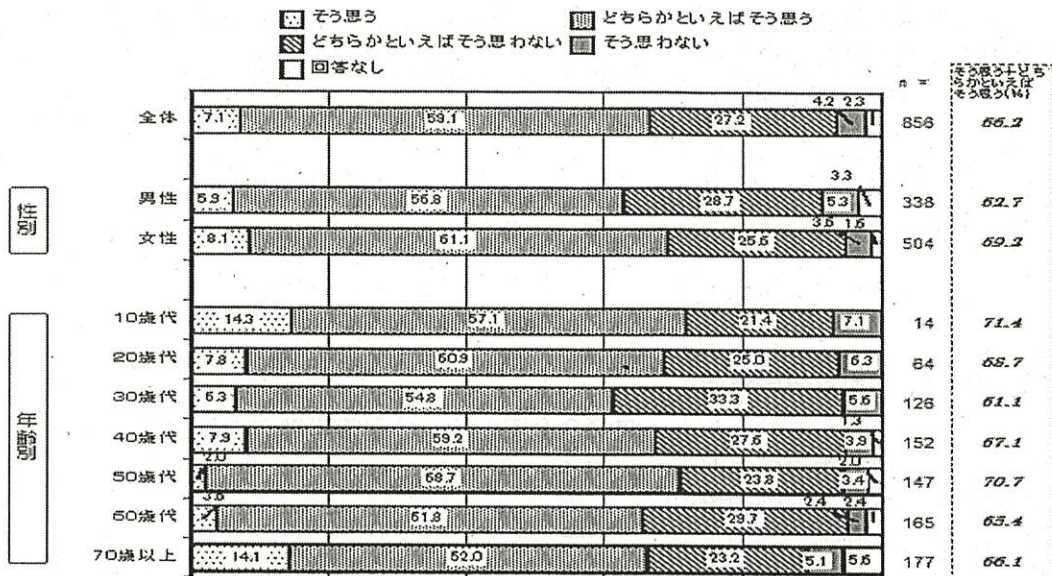 そう思う どちらかといえばそう思う
どちらかといえばそう思わない そう思わない
回答なし
n =
そう思う+どち
らかといえば
そう思う(%)
4.2 2.3
全体 7.1 59.1 27.2 856 66.2
性別
3.3
男性 5.9 56.8 28.7 5.3 338 62.7
3.6 1.6
女性 8.1 61.1 25.6 504 69.2
年齢別
10歳代 14.3 57.1 21.4 7.1 14 71.4
20歳代 7.8 60.9 25.0 6.3 64 68.7
30歳代 6.3 54.8 33.3 5.6 126 61.1
1.3
40歳代 7.9 59.2 27.6 3.9 152 67.1
2.0 2.0
50歳代 68.7 23.8 3.4 147 70.7
3.6 2.4 2.4
60歳代 61.8 29.7 165 65.4
70歳以上 14.1 52.0 23.2 5.1 5.6 177 66.1